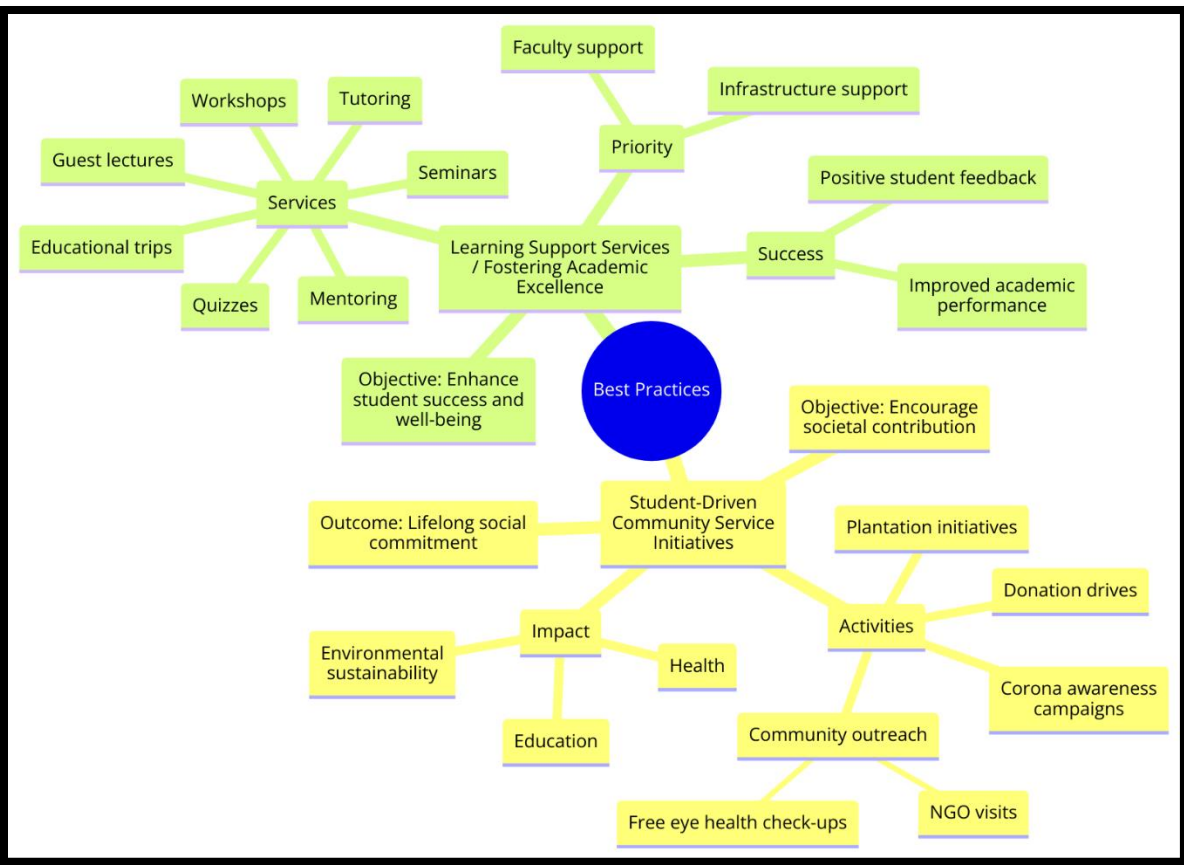 Faculty support
Infrastructure support
Workshops
Tutoring
Priority
Guest lectures
Seminars
Positive student feedback
Services
Educational trips
Learning Support Services
/ Fostering Academic
Excellence
Success
Quizzes
Mentoring
Improved academic
performance
Objective: Enhance
student success and
well-being
Best Practices
Objective: Encourage
societal contribution
Student-Driven
Community Service
Initiatives
Outcome: Lifelong social
commitment
Plantation initiatives
Donation drives
Impact
Activities
Environmental
sustainability
Health
Corona awareness
campaigns
Education
Community outreach
Free eye health check-ups
NGO visits